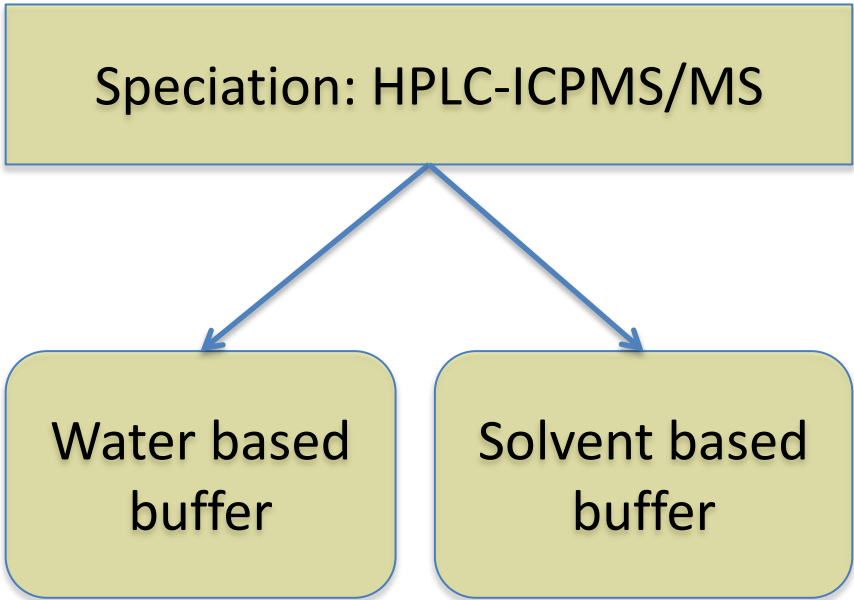 Speciation: HPLC-ICPMS/MS
Water based
buffer
Solvent based
buffer